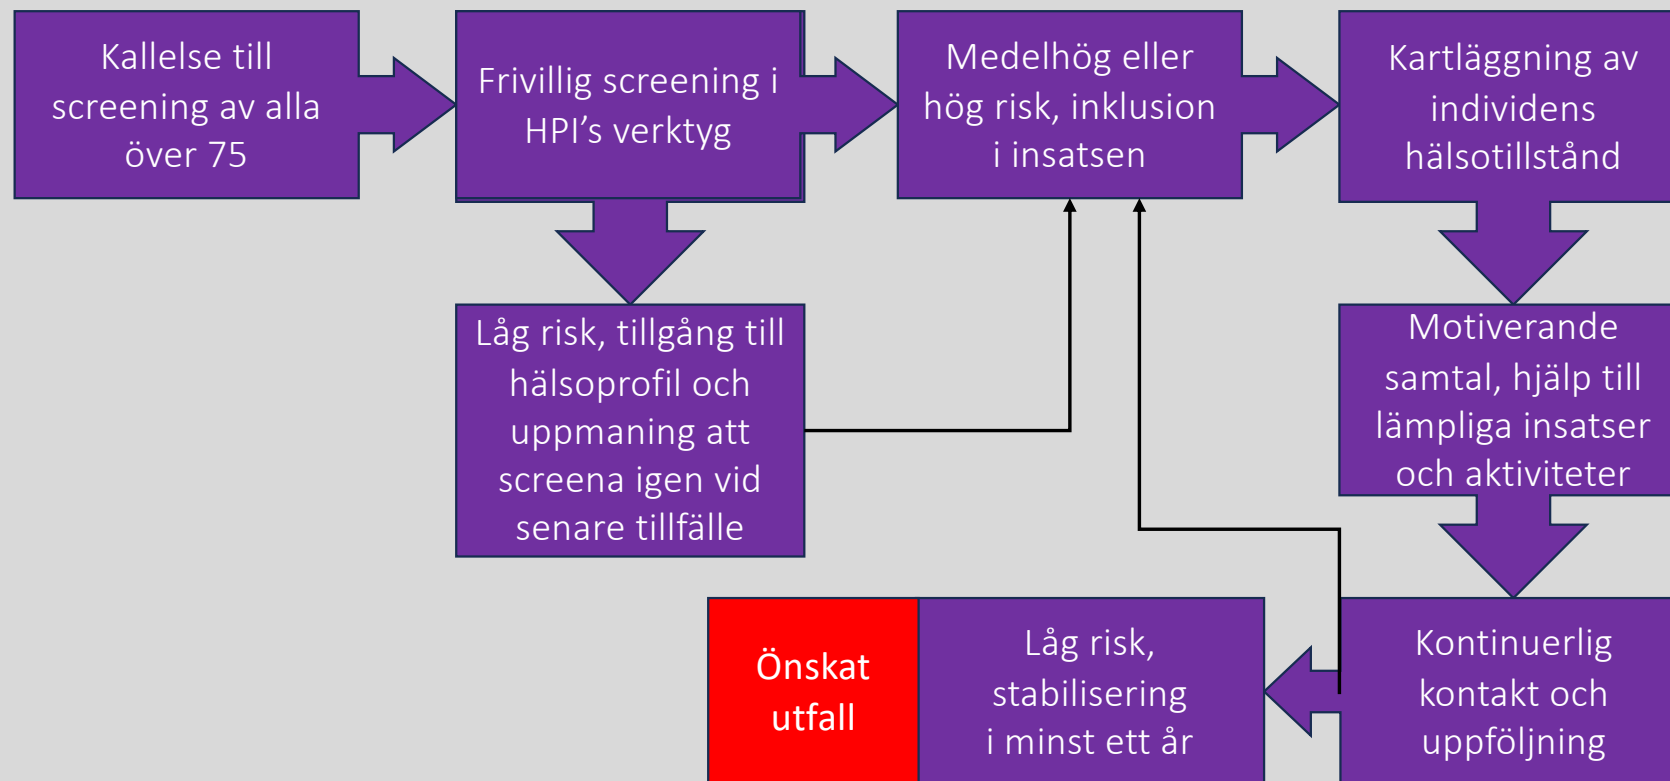 Kallelse till
screening av alla
över 75
Frivillig screening i
HPI’s verktyg
Medelhög eller
hög risk, inklusion
i insatsen
Kartläggning av
individens
hälsotillstånd
Låg risk, tillgång till
hälsoprofil och
uppmaning att
screena igen vid
senare tillfälle
Motiverande
samtal, hjälp till
lämpliga insatser
och aktiviteter
Önskat
utfall
Låg risk,
stabilisering
i minst ett år
Kontinuerlig
kontakt och
uppföljning